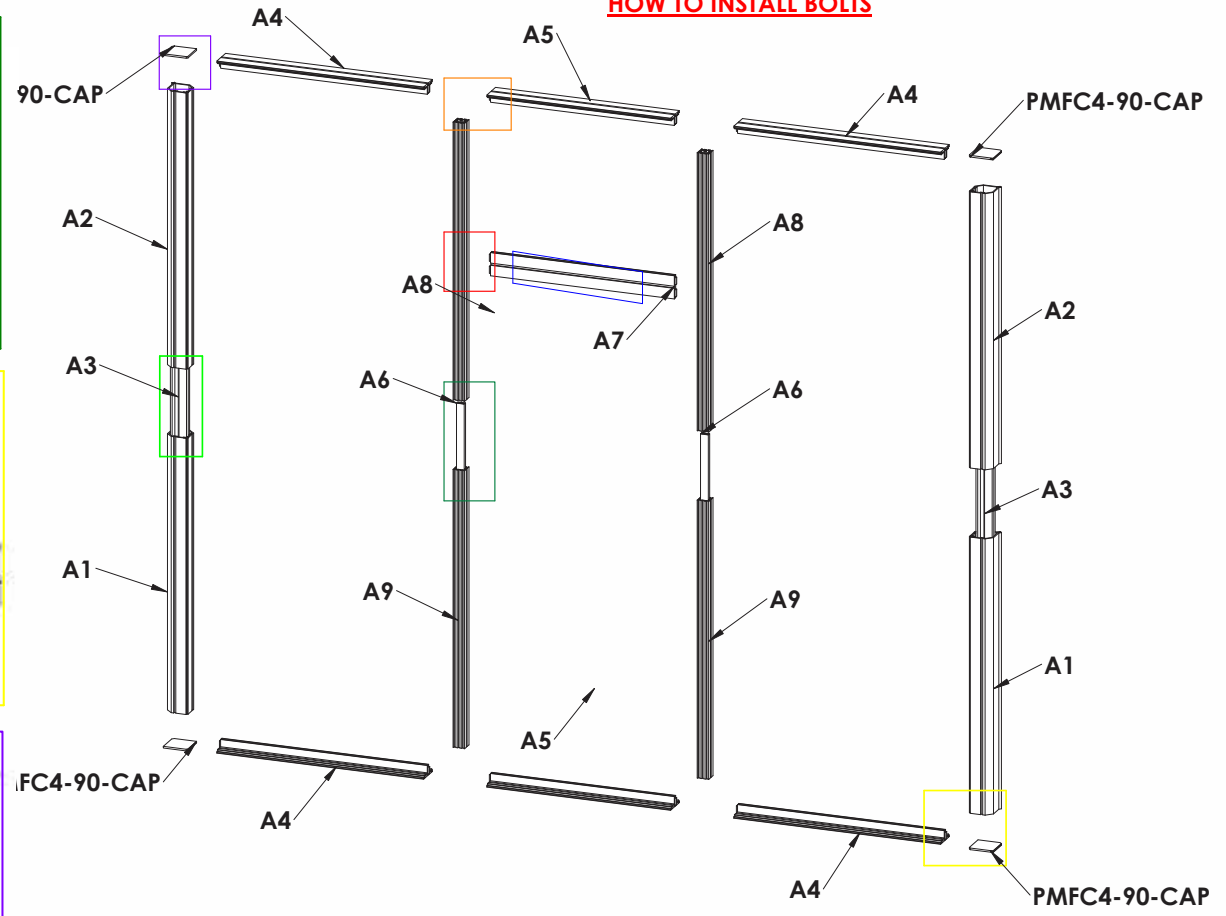 HOW TO INSTALL BOLTS
A4
A5
90-CAP
A4
PMFC4-90-CAP
A2
A8
A8
A2
A7
A3
A6
A6
A3
A1
A9
A9
A1
A5
FC4-90-CAP
A4
A4
PMFC4-90-CAP